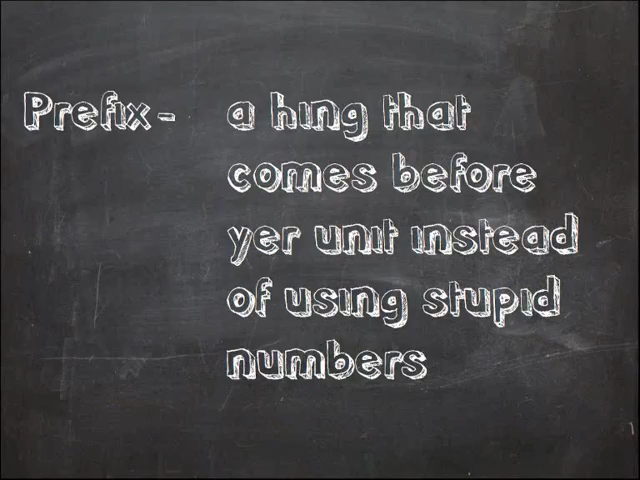 Prefix - a hing that
comes before
yer unit instead
of using stupid
numbers